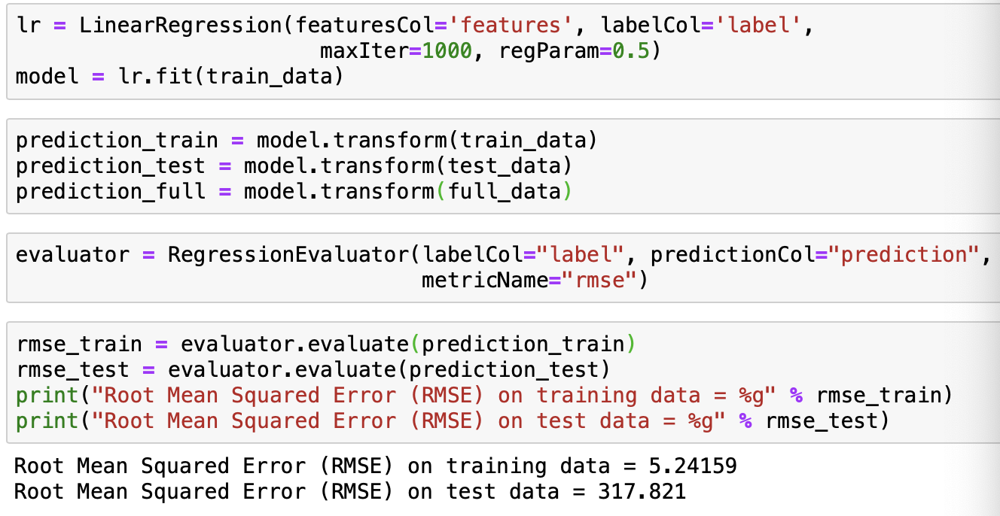 lr = LinearRegression(featuresCol='features', labelCol='label',
maxIter=1000, regParam=0.5)
model = lr.fit(train_data)
prediction_train = model.transform(train_data)
prediction_test = model.transform(test_data)
prediction_full = model.transform(full_data)
evaluator = RegressionEvaluator(labelCol="label", predictionCol="prediction",
metricName="rmse")
rmse_train = evaluator.evaluate(prediction_train)
rmse_test = evaluator.evaluate(prediction_test)
print("Root Mean Squared Error (RMSE) on training data = %g" % rmse_train)
print("Root Mean Squared Error (RMSE) on test data = %g" % rmse_test)
Root Mean Squared Error (RMSE) on training data = 5.24159
Root Mean Squared Error (RMSE) on test data = 317.821